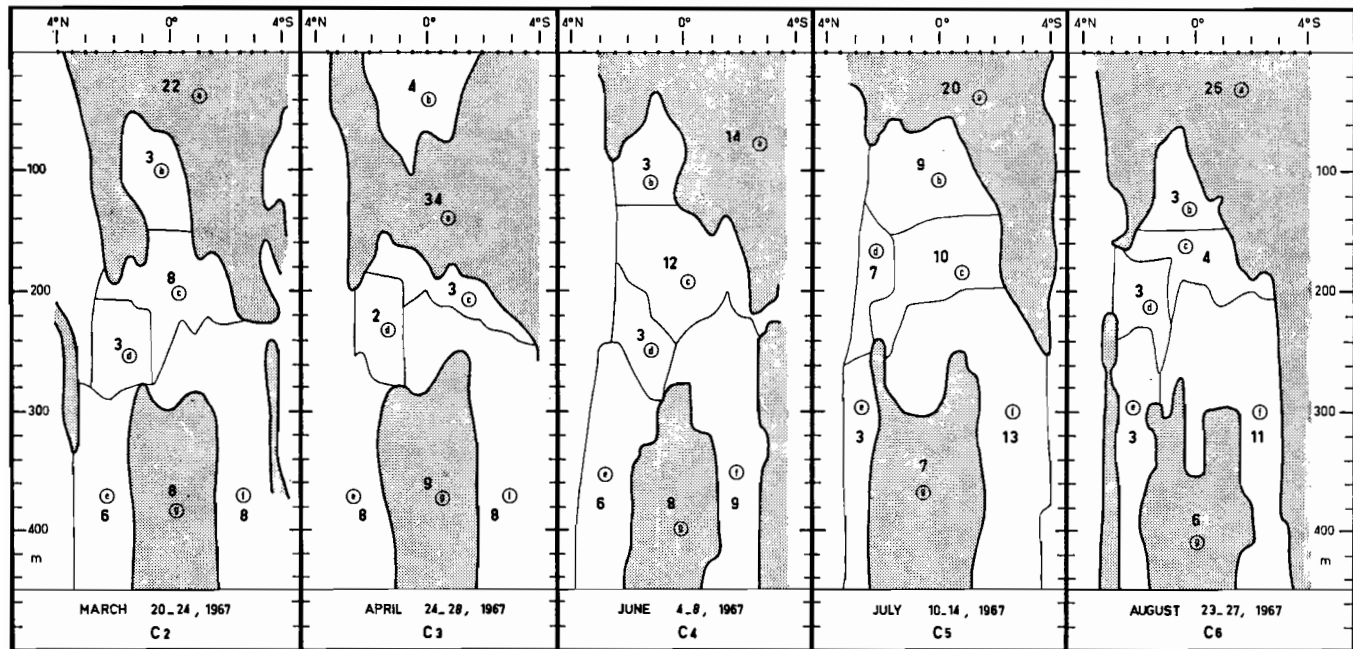 4°N 0° 4°S
4°N 0° 4°S
4°N 0° 4°S
4°N 0° 4°S
4°N 0° 4°S
100
200
300
400
m
22 a
3 b
8 c
3 d
e 6
8 g
f 8
MARCH 20_24, 1967
C2
4 b
34 a
3 c
2 d
e 8
9 g
f 8
APRIL 24_28, 1967
C3
14 a
3 b
12 c
3 d
e 6
8 g
f 9
JUNE 4_8, 1967
C4
20 a
9 b
10 c
d 7
e 3
7 g
f 13
JULY 10_14, 1967
C5
26 a
3 b
c 4
3 d
e 3
6 g
f 11
AUGUST 23_27, 1967
C6
100
200
300
400
m